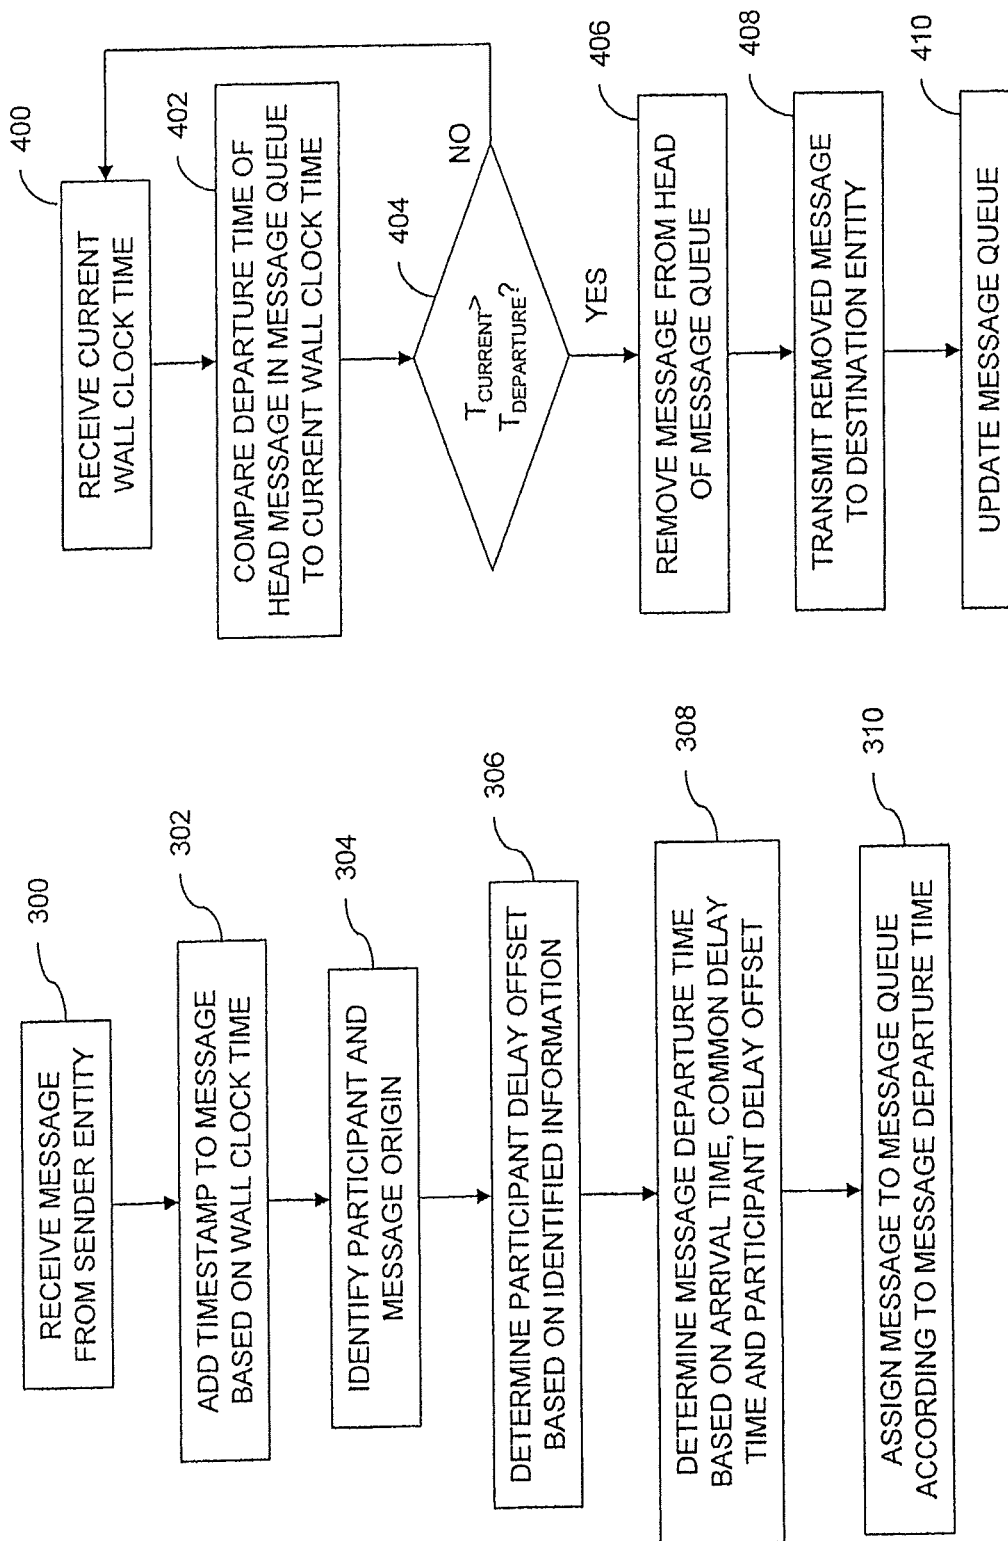 300
RECEIVE MESSAGE
FROM SENDER ENTITY
302
ADD TIMESTAMP TO MESSAGE
BASED ON WALL CLOCK TIME
304
IDENTIFY PARTICIPANT AND
MESSAGE ORIGIN
306
DETERMINE PARTICIPANT DELAY OFFSET
BASED ON IDENTIFIED INFORMATION
308
DETERMINE MESSAGE DEPARTURE TIME
BASED ON ARRIVAL TIME, COMMON DELAY
TIME AND PARTICIPANT DELAY OFFSET
310
ASSIGN MESSAGE TO MESSAGE QUEUE
ACCORDING TO MESSAGE DEPARTURE TIME
400
RECEIVE CURRENT
WALL CLOCK TIME
402
COMPARE DEPARTURE TIME OF
HEAD MESSAGE IN MESSAGE QUEUE
TO CURRENT WALL CLOCK TIME
404
NO
T CURRENT>
T DEPARTURE?
YES
406
REMOVE MESSAGE FROM HEAD
OF MESSAGE QUEUE
408
TRANSMIT REMOVED MESSAGE
TO DESTINATION ENTITY
410
UPDATE MESSAGE QUEUE